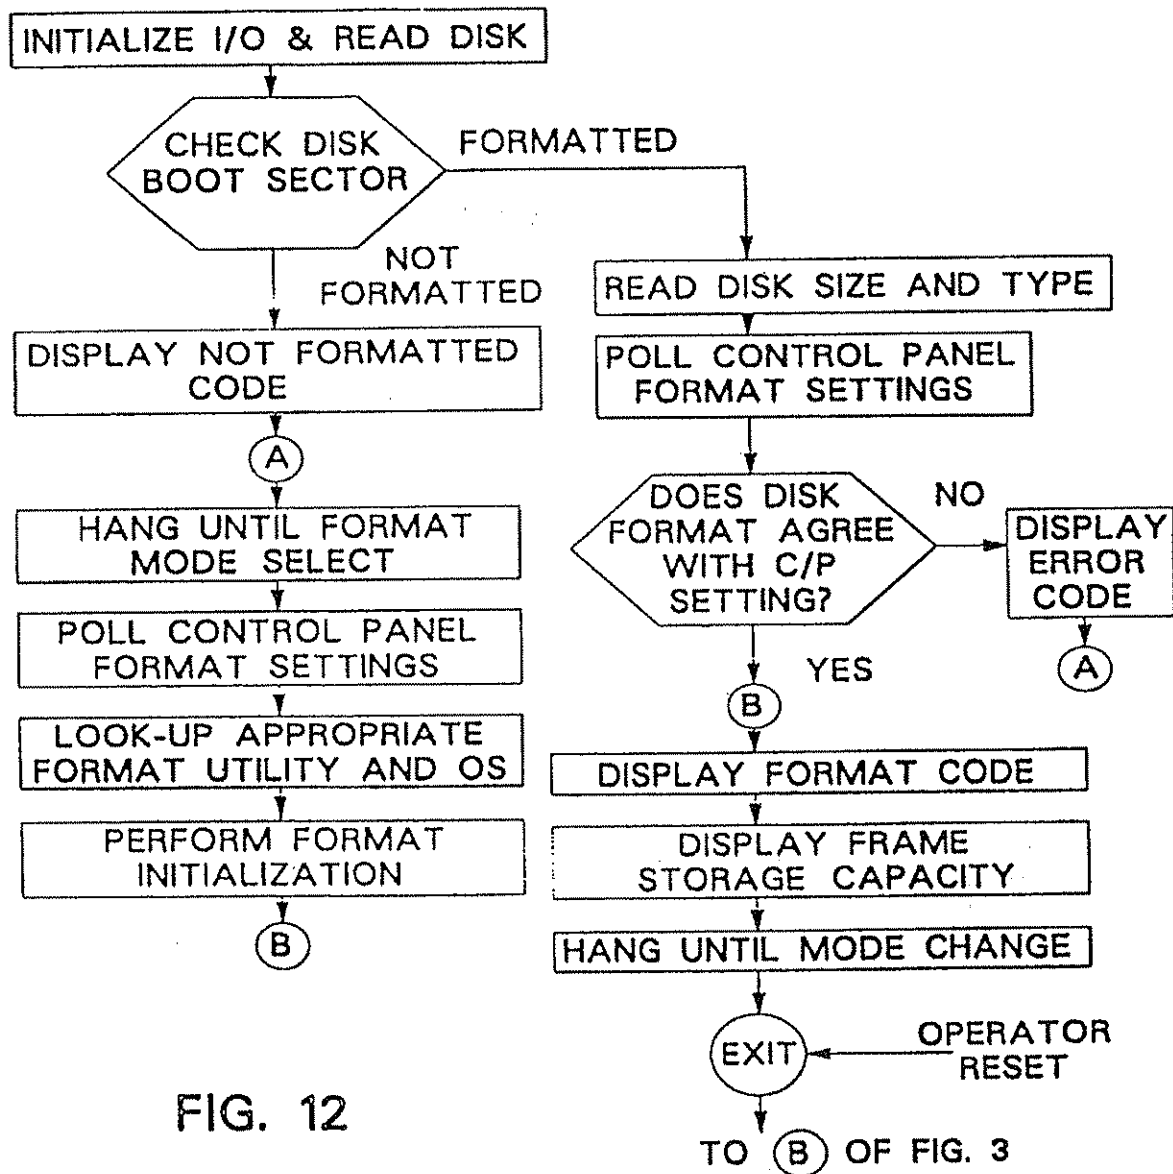 INITIALIZE I/O & READ DISK
CHECK DISK
BOOT SECTOR
FORMATTED
NOT
FORMATTED
DISPLAY NOT FORMATTED
CODE
A
HANG UNTIL FORMAT
MODE SELECT
POLL CONTROL PANEL
FORMAT SETTINGS
LOOK-UP APPROPRIATE
FORMAT UTILITY AND OS
PERFORM FORMAT
INITIALIZATION
B
READ DISK SIZE AND TYPE
POLL CONTROL PANEL
FORMAT SETTINGS
DOES DISK
FORMAT AGREE
WITH C/P
SETTING?
NO
DISPLAY
ERROR
CODE
A
YES
B
DISPLAY FORMAT CODE
DISPLAY FRAME
STORAGE CAPACITY
HANG UNTIL MODE CHANGE
EXIT
OPERATOR
RESET
TO B OF FIG. 3
FIG. 12